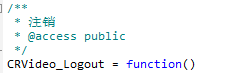 /**
* 注销
* @access public
*/
CRVideo_Logout = function()